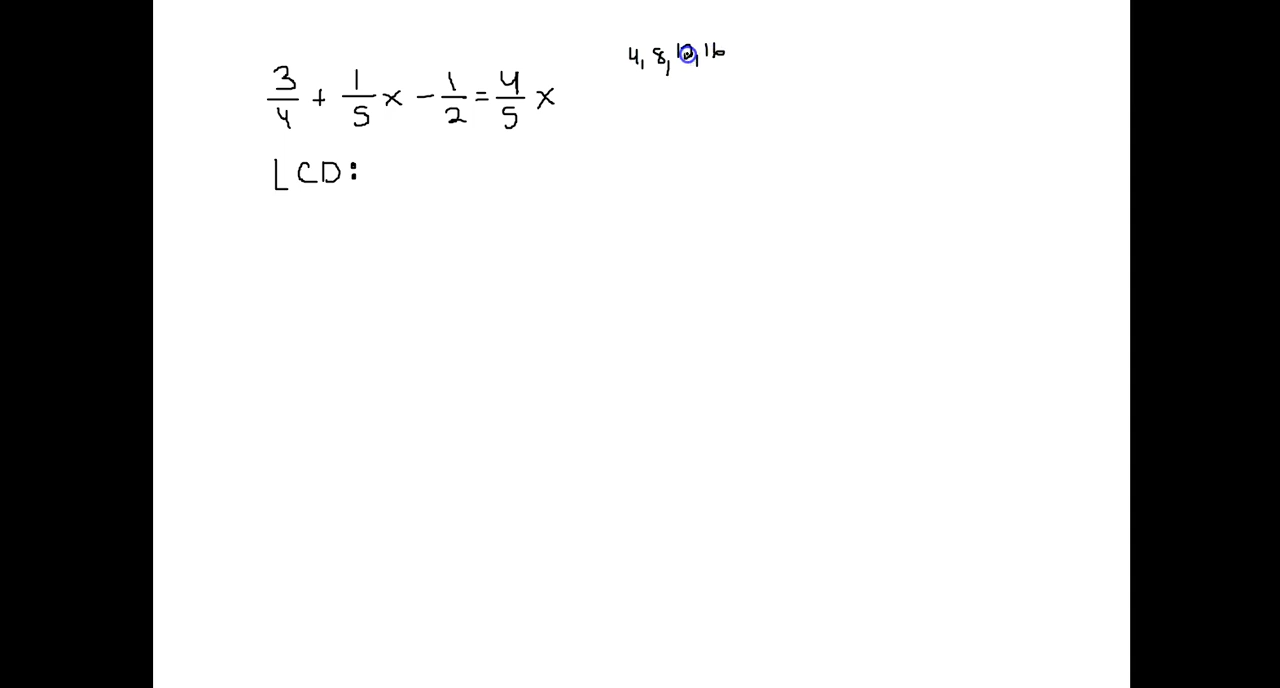 4, 8, 12, 16
3/4 + 1/5 x - 1/2 = 4/5 x
LCD: